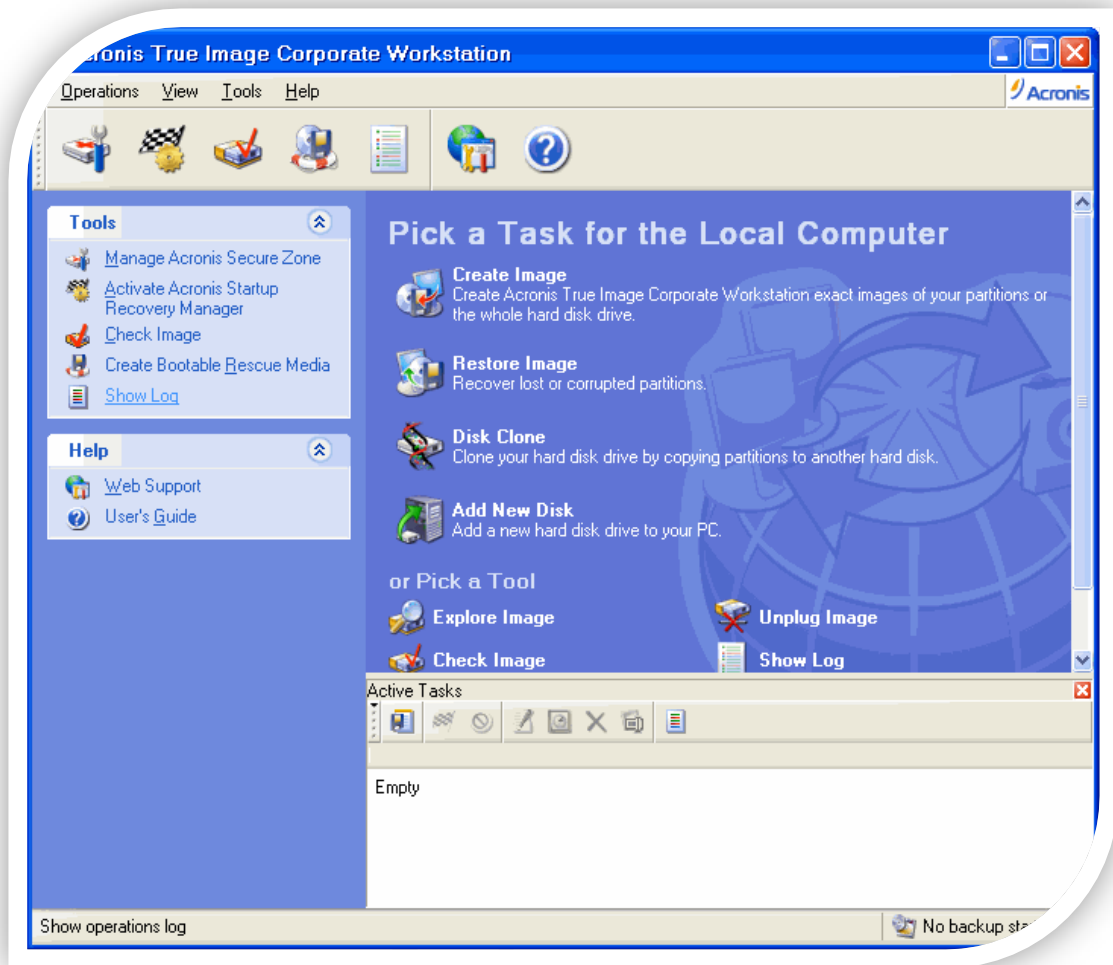 ronis True Image Corporate Workstation
Operations View Tools Help
Acronis
Tools
Manage Acronis Secure Zone
Activate Acronis Startup
Recovery Manager
Check Image
Create Bootable Rescue Media
Show Log
Help
Web Support
User's Guide
Pick a Task for the Local Computer
Create Image
Create Acronis True Image Corporate Workstation exact images of your partitions or
the whole hard disk drive.
Restore Image
Recover lost or corrupted partitions.
Disk Clone
Clone your hard disk drive by copying partitions to another hard disk.
Add New Disk
Add a new hard disk drive to your PC.
or Pick a Tool
Explore Image Unplug Image
Check Image Show Log
Active Tasks
Empty
Show operations log No backup